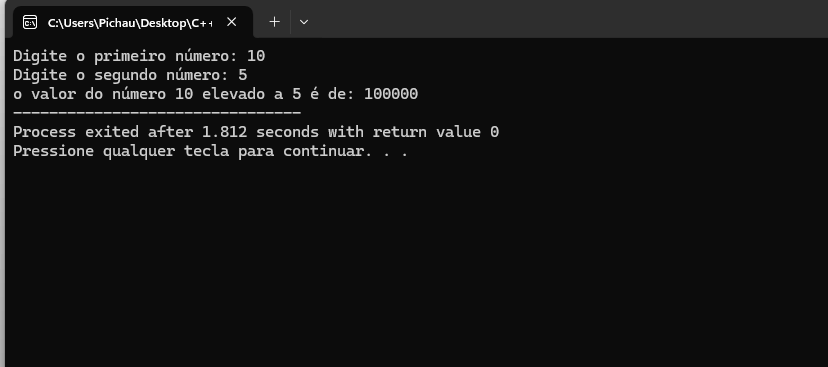 C:\Users\Pichau\Desktop\C++
Digite o primeiro número: 10
Digite o segundo número: 5
o valor do número 10 elevado a 5 é de: 100000
--------------------------------
Process exited after 1.812 seconds with return value 0
Pressione qualquer tecla para continuar. . .